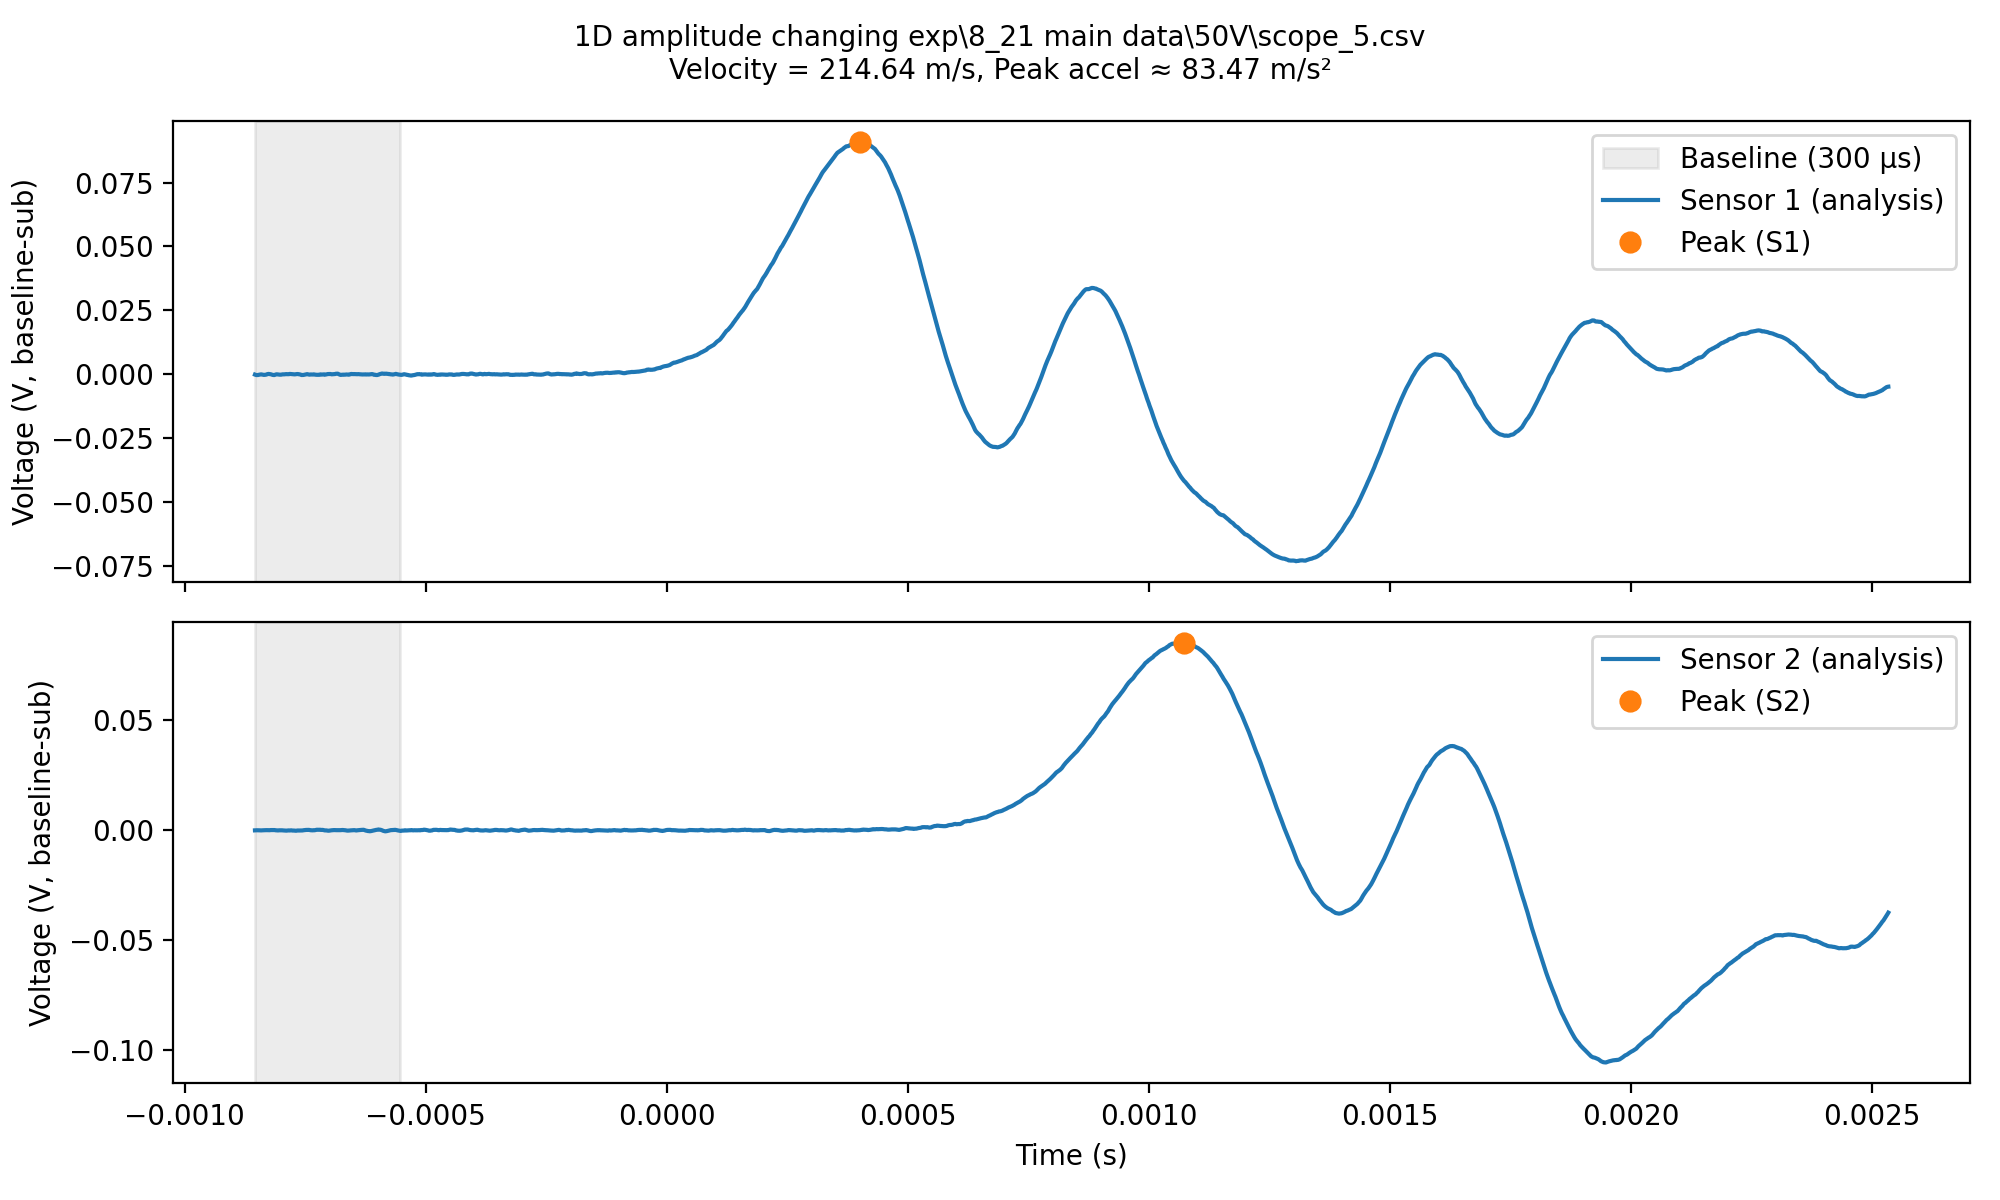 1D amplitude changing exp\8_21 main data\50V\scope_5.csv
Velocity = 214.64 m/s, Peak accel ≈ 83.47 m/s²
Voltage (V, baseline-sub)
0.075
0.050
0.025
0.000
−0.025
−0.050
−0.075
Baseline (300 µs)
Sensor 1 (analysis)
Peak (S1)
Voltage (V, baseline-sub)
0.05
0.00
−0.05
−0.10
Sensor 2 (analysis)
Peak (S2)
−0.0010 −0.0005 0.0000 0.0005 0.0010 0.0015 0.0020 0.0025
Time (s)